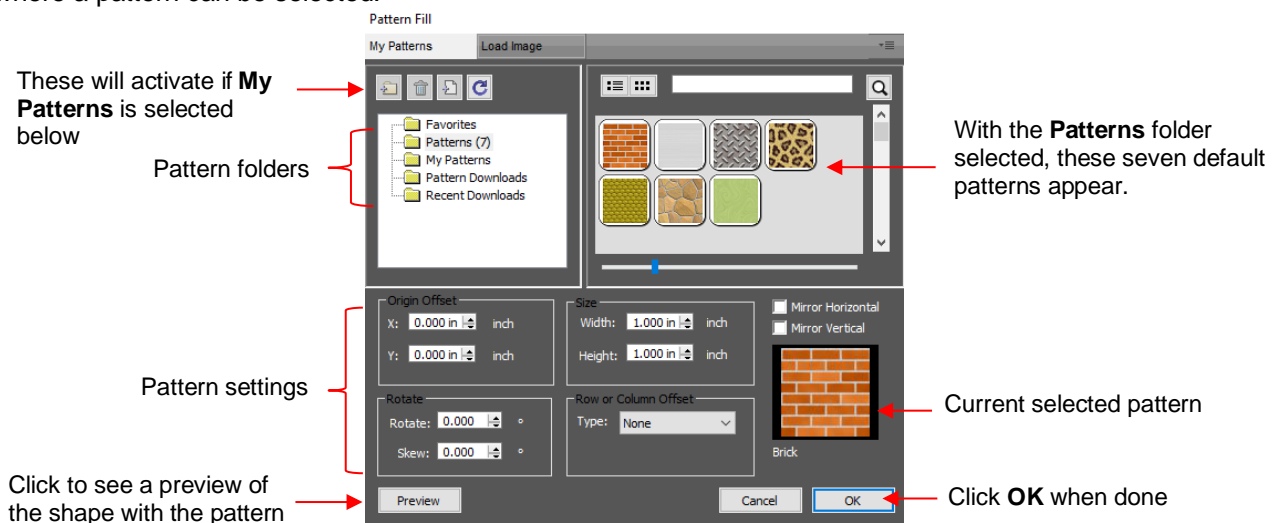 where a pattern can be selected.
Pattern Fill
My Patterns
Load Image
These will activate if My
Patterns is selected
below
Pattern folders
Favorites
Patterns (7)
My Patterns
Pattern Downloads
Recent Downloads
With the Patterns folder
selected, these seven default
patterns appear.
Pattern settings
Origin Offset
X: 0.000 in inch
Y: 0.000 in inch
Size
Width: 1.000 in inch
Height: 1.000 in inch
Mirror Horizontal
Mirror Vertical
Rotate
Rotate: 0.000 °
Skew: 0.000 °
Row or Column Offset
Type: None
Brick
Current selected pattern
Click to see a preview of
the shape with the pattern
Preview
Cancel
OK
Click OK when done